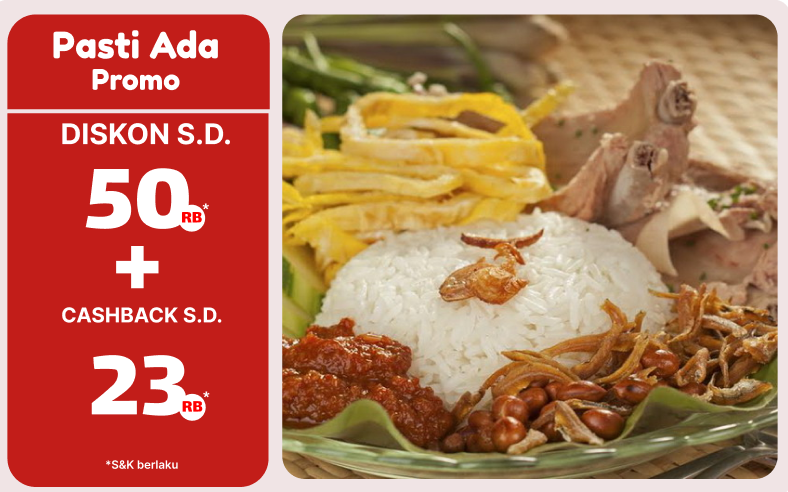 Pasti Ada
Promo
DISKON S.D.
50RB*
+
CASHBACK S.D.
23RB*
*S&K berlaku